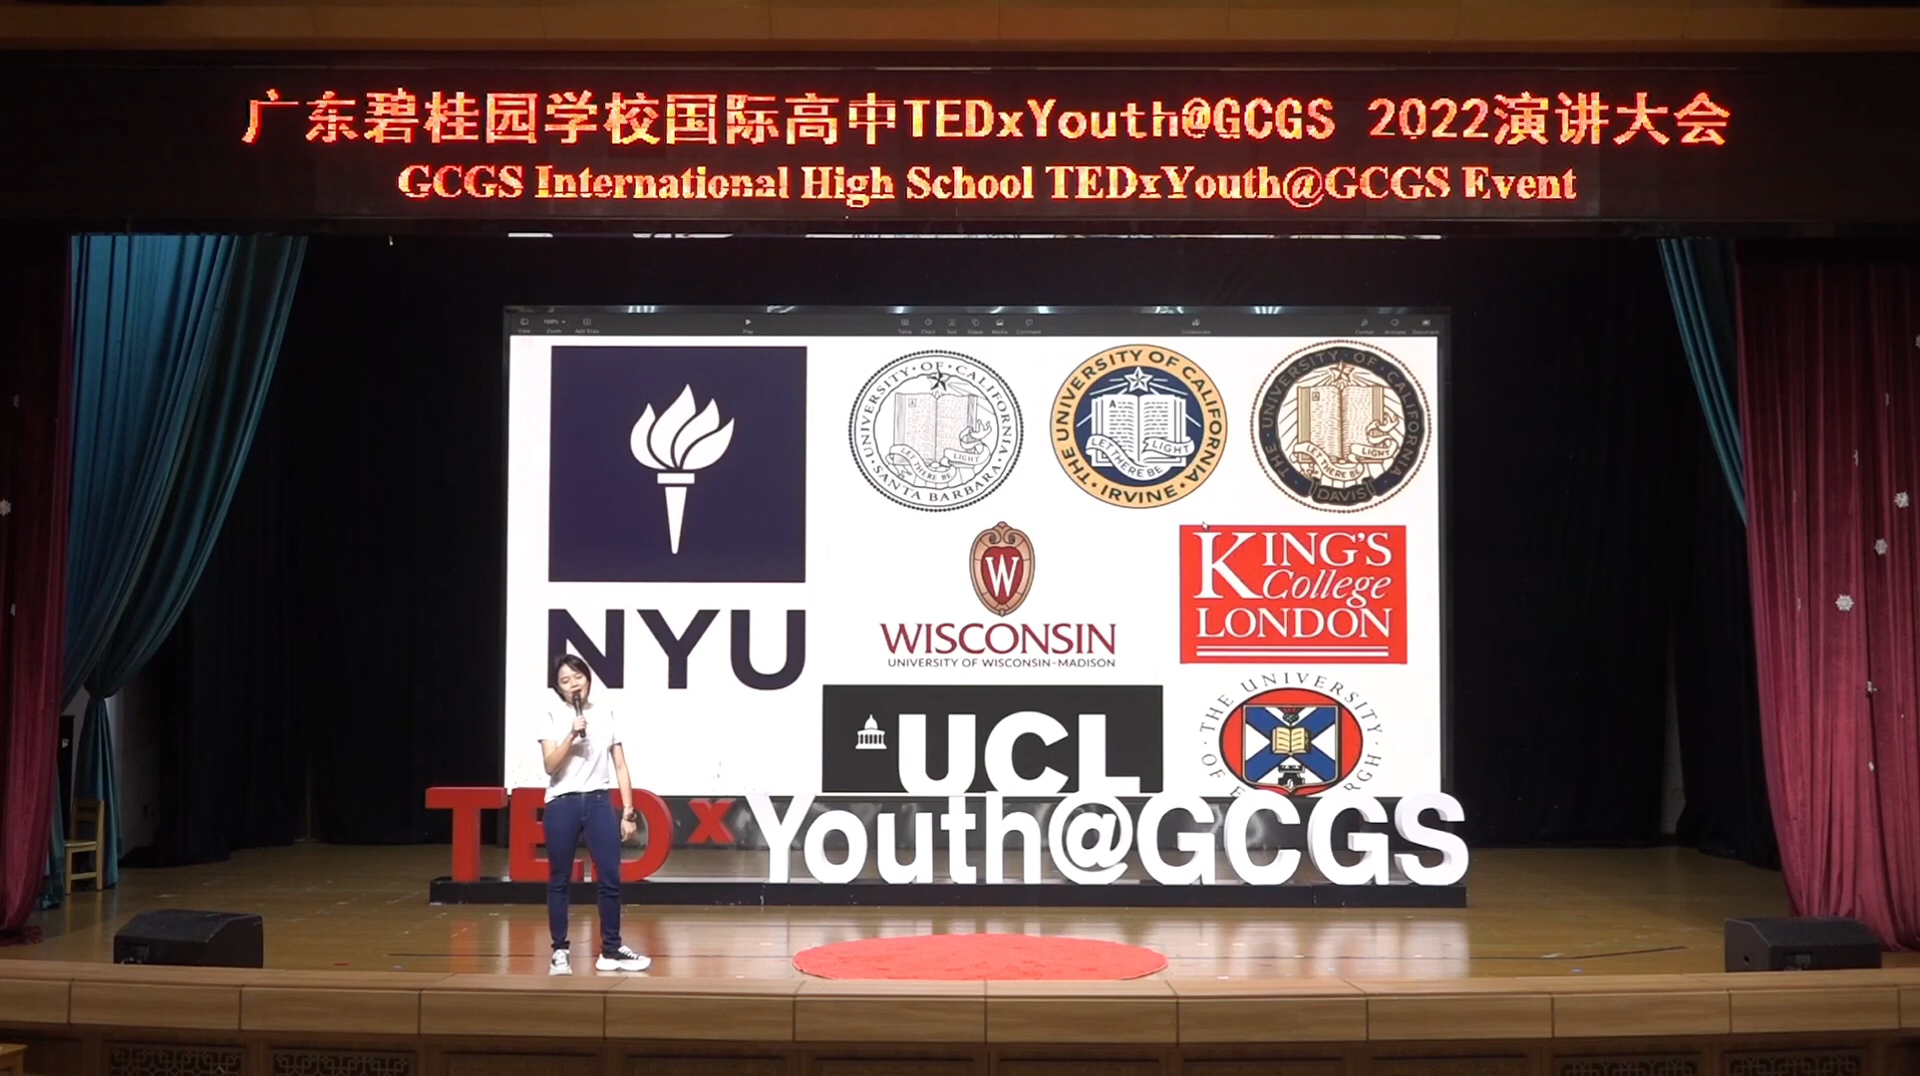 广东碧桂园学校国际高中TEDxYouth@GCGS 2022演讲大会
GCGS International High School TEDxYouth@GCGS Event
NYU
UNIVERSITY OF CALIFORNIA
SANTA BARBARA
LET THERE BE LIGHT
THE UNIVERSITY OF CALIFORNIA
IRVINE
A
LET THERE BE LIGHT
THE UNIVERSITY OF CALIFORNIA
DAVIS
LET THERE BE LIGHT
W
WISCONSIN
UNIVERSITY OF WISCONSIN–MADISON
KING'S
College
LONDON
UCL
THE UNIVERSITY
OF
TEDxYouth@GCGS